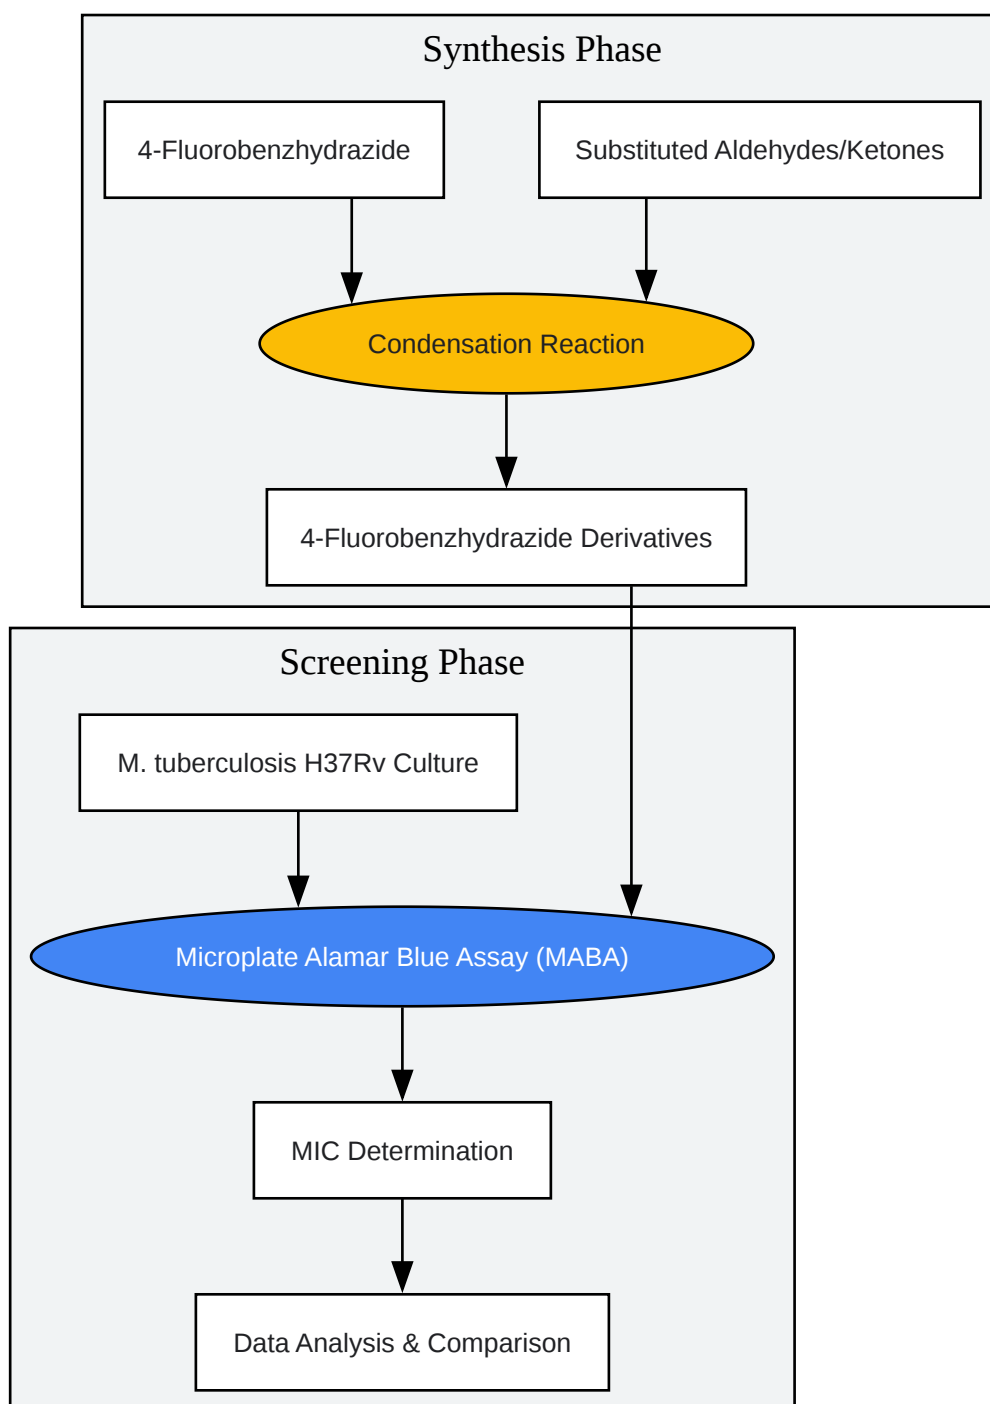 Synthesis Phase
4-Fluorobenzhydrazide
Substituted Aldehydes/Ketones
Condensation Reaction
4-Fluorobenzhydrazide Derivatives
Screening Phase
M. tuberculosis H37Rv Culture
Microplate Alamar Blue Assay (MABA)
MIC Determination
Data Analysis & Comparison